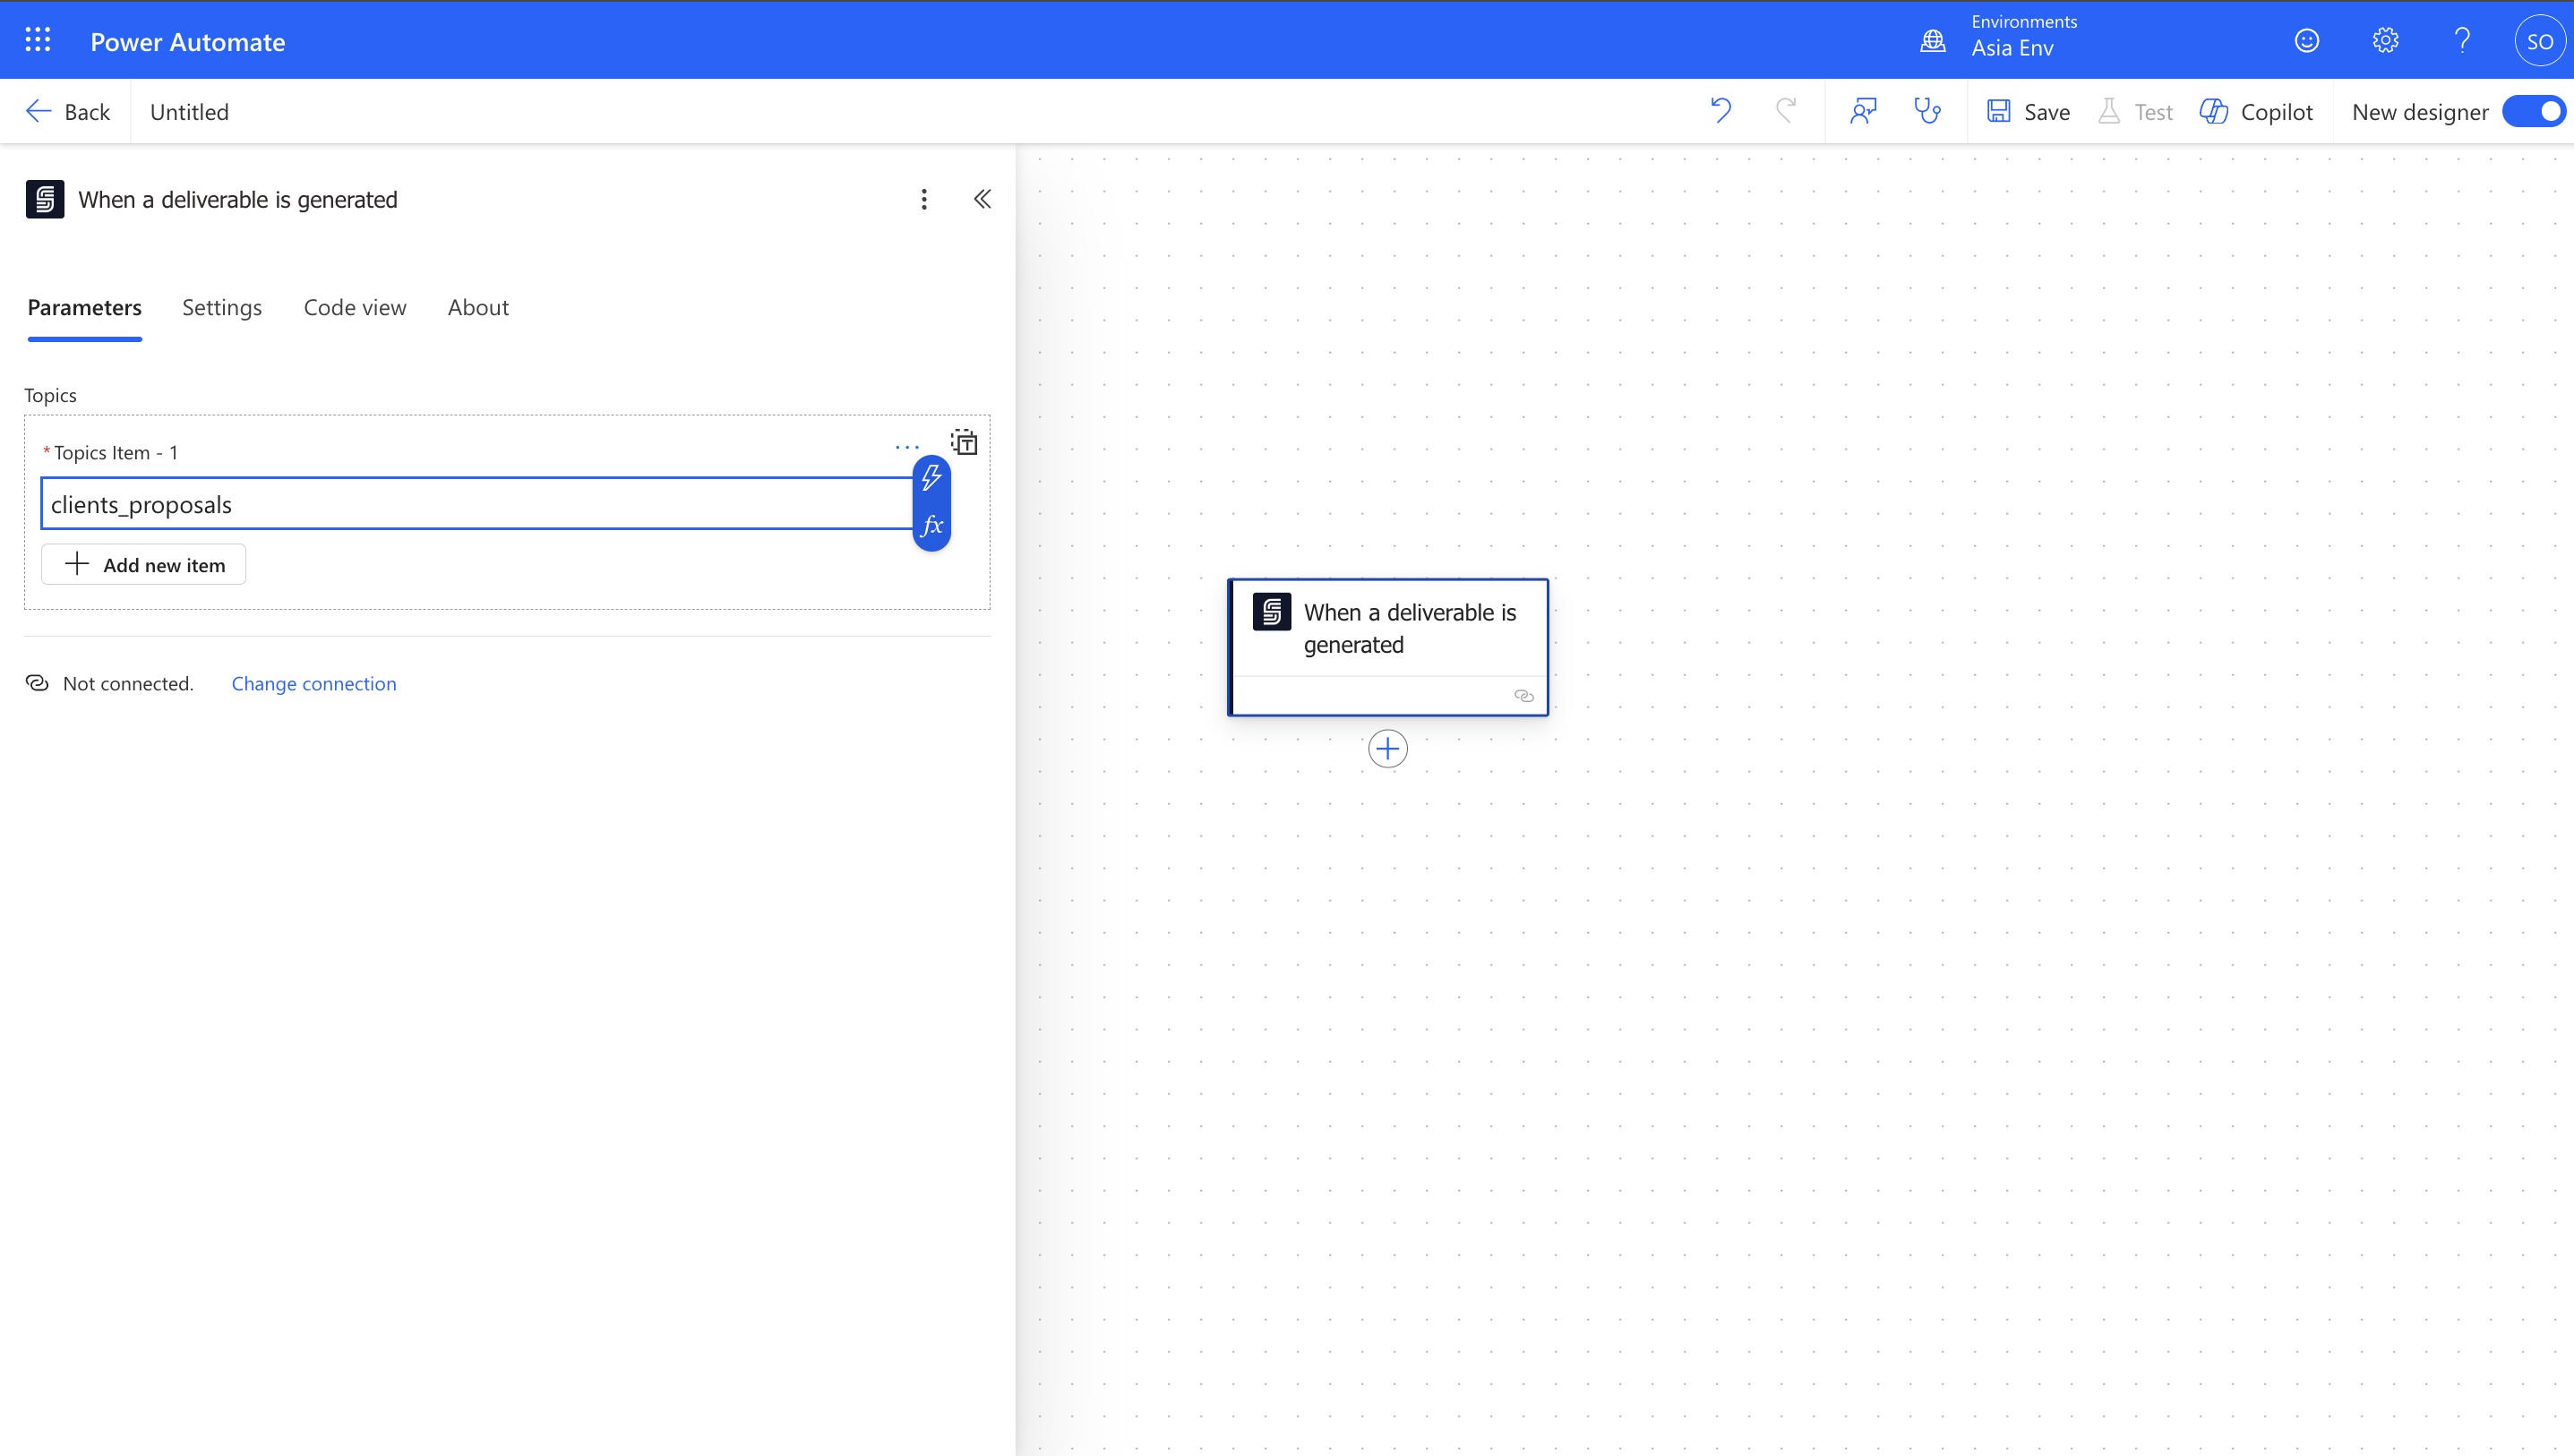 Power Automate
Environments
Asia Env
SO
Back
Untitled
Save
Test
Copilot
New designer
When a deliverable is generated
Parameters
Settings
Code view
About
Topics
* Topics Item - 1
clients_proposals
fx
Add new item
Not connected.
Change connection
When a deliverable is
generated